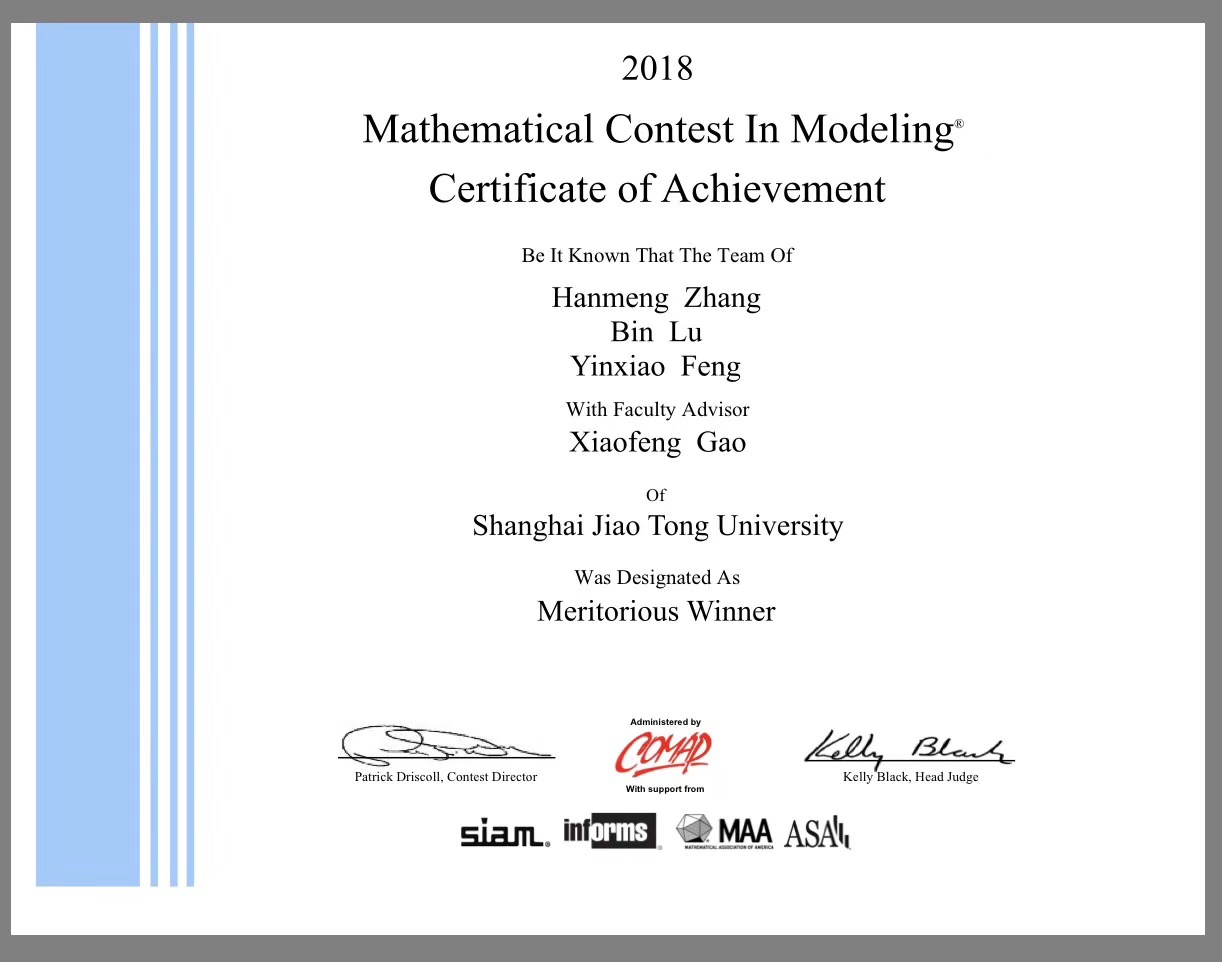 2018
Mathematical Contest In Modeling®
Certificate of Achievement
Be It Known That The Team Of
Hanmeng Zhang
Bin Lu
Yinxiao Feng
With Faculty Advisor
Xiaofeng Gao
Of
Shanghai Jiao Tong University
Was Designated As
Meritorious Winner
Administered by
COMAP
Kelly Black
Patrick Driscoll, Contest Director
Kelly Black, Head Judge
With support from
siam® informs® MAA ASA
MATHEMATICAL ASSOCIATION OF AMERICA